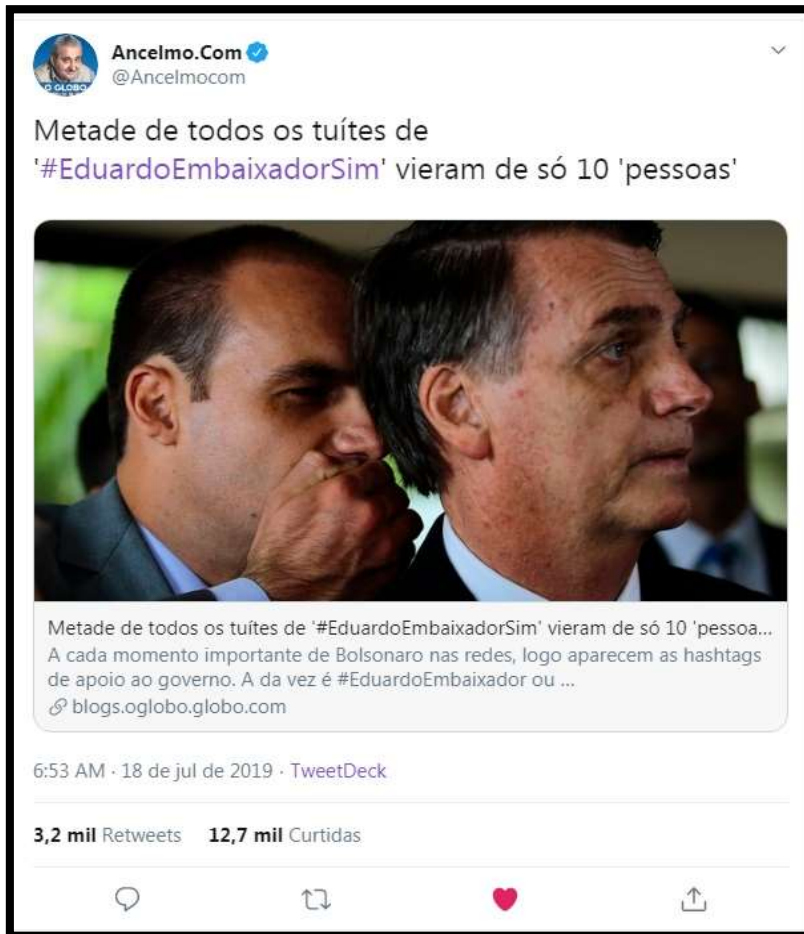 Ancelmo.Com
@Ancelmocom
O GLOBO
Metade de todos os tuítes de
'#EduardoEmbaixadorSim' vieram de só 10 'pessoas'
Metade de todos os tuítes de '#EduardoEmbaixadorSim' vieram de só 10 'pessoa...
A cada momento importante de Bolsonaro nas redes, logo aparecem as hashtags
de apoio ao governo. A da vez é #EduardoEmbaixador ou ...
blogs.oglobo.globo.com
6:53 AM · 18 de jul de 2019 · TweetDeck
3,2 mil Retweets 12,7 mil Curtidas